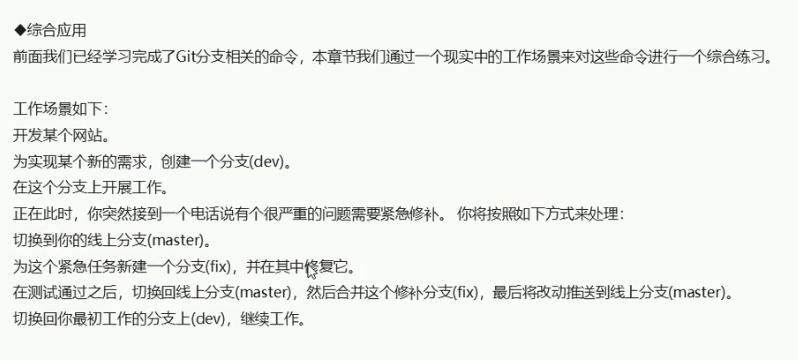 ◆综合应用
前面我们已经学习完成了Git分支相关的命令，本章节我们通过一个现实中的工作场景来对这些命令进行一个综合练习。
工作场景如下：
开发某个网站。
为实现某个新的需求，创建一个分支(dev)。
在这个分支上开展工作。
正在此时，你突然接到一个电话说有个很严重的问题需要紧急修补。 你将按照如下方式来处理：
切换到你的线上分支(master)。
为这个紧急任务新建一个分支(fix)，并在其中修复它。
在测试通过之后，切换回线上分支(master)，然后合并这个修补分支(fix)，最后将改动推送到线上分支(master)。
切换回你最初工作的分支上(dev)，继续工作。